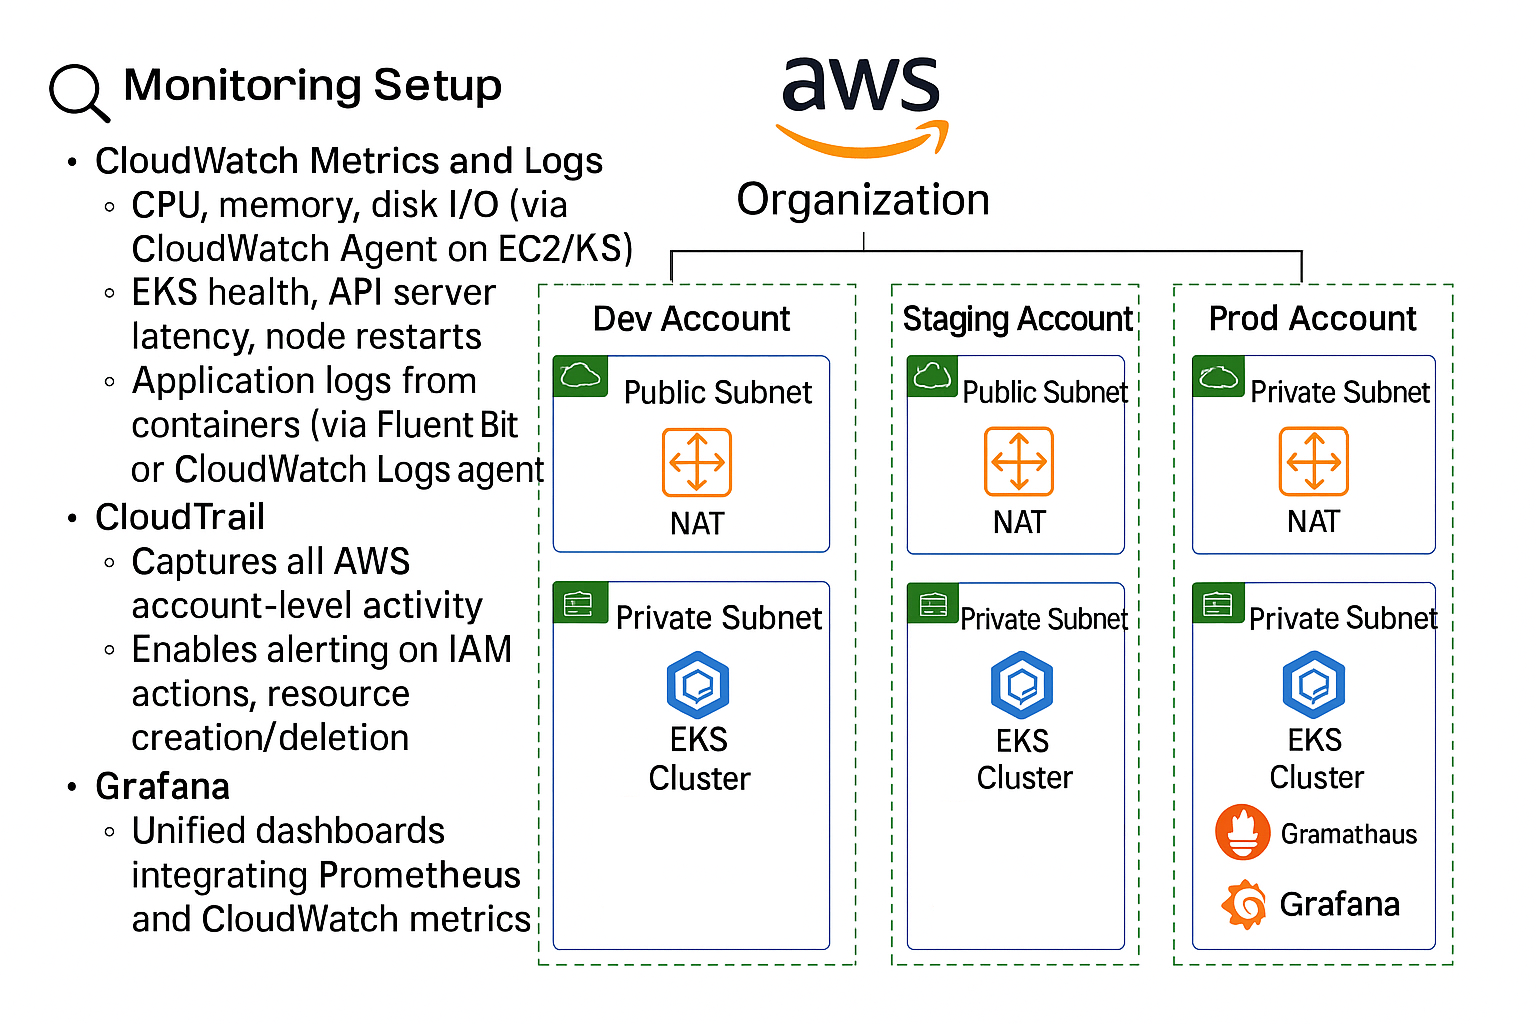 Monitoring Setup
• CloudWatch Metrics and Logs
◦ CPU, memory, disk I/O (via
CloudWatch Agent on EC2/KS)
◦ EKS health, API server
latency, node restarts
◦ Application logs from
containers (via Fluent Bit
or CloudWatch Logs agent
• CloudTrail
◦ Captures all AWS
account-level activity
◦ Enables alerting on IAM
actions, resource
creation/deletion
• Grafana
◦ Unified dashboards
integrating Prometheus
and CloudWatch metrics
aws
Organization
Dev Account
Public Subnet
NAT
Private Subnet
EKS
Cluster
Staging Account
Public Subnet
NAT
Private Subnet
EKS
Cluster
Prod Account
Private Subnet
NAT
Private Subnet
EKS
Cluster
Gramathaus
Grafana